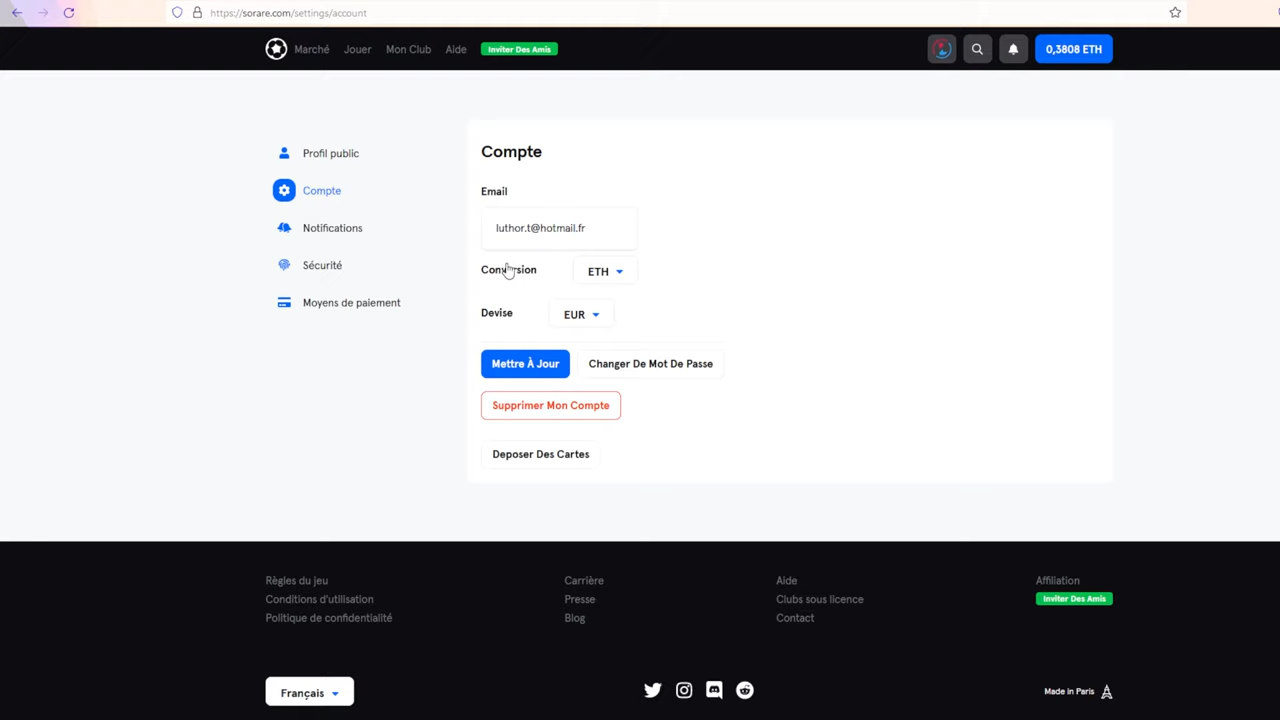 https://sorare.com/settings/account
Marché Jouer Mon Club Aide Inviter Des Amis 0,3808 ETH
Profil public
Compte
Notifications
Sécurité
Moyens de paiement
Compte
Email
luthor.t@hotmail.fr
Conversion ETH
Devise EUR
Mettre À Jour Changer De Mot De Passe
Supprimer Mon Compte
Deposer Des Cartes
Règles du jeu Carrière Aide Affiliation
Conditions d'utilisation Presse Clubs sous licence Inviter Des Amis
Politique de confidentialité Blog Contact
Français Made in Paris